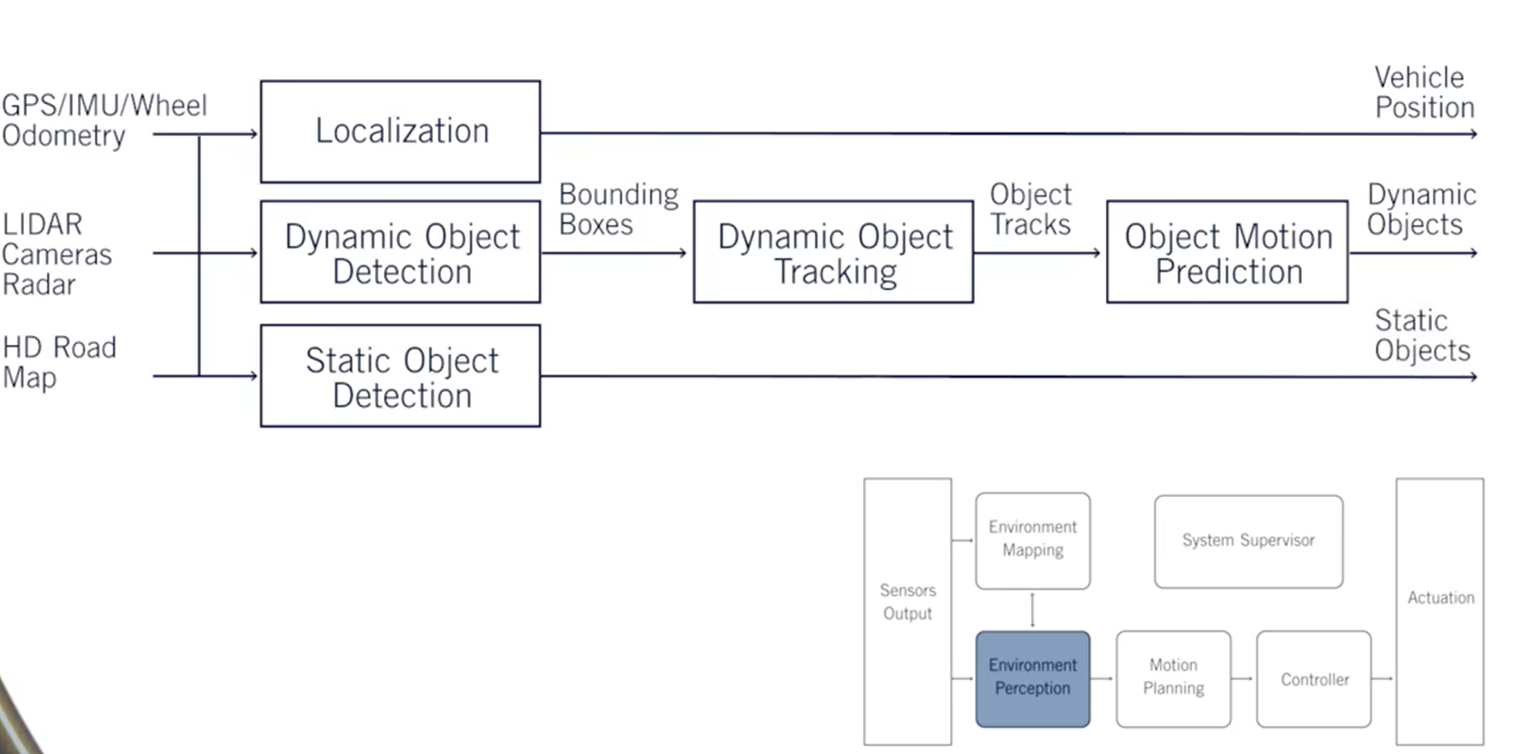 GPS/IMU/Wheel
Odometry
Localization
Vehicle
Position
LIDAR
Cameras
Radar
Dynamic Object
Detection
Bounding
Boxes
Dynamic Object
Tracking
Object
Tracks
Object Motion
Prediction
Dynamic
Objects
HD Road
Map
Static Object
Detection
Static
Objects
Sensors
Output
Environment
Mapping
System Supervisor
Actuation
Environment
Perception
Motion
Planning
Controller